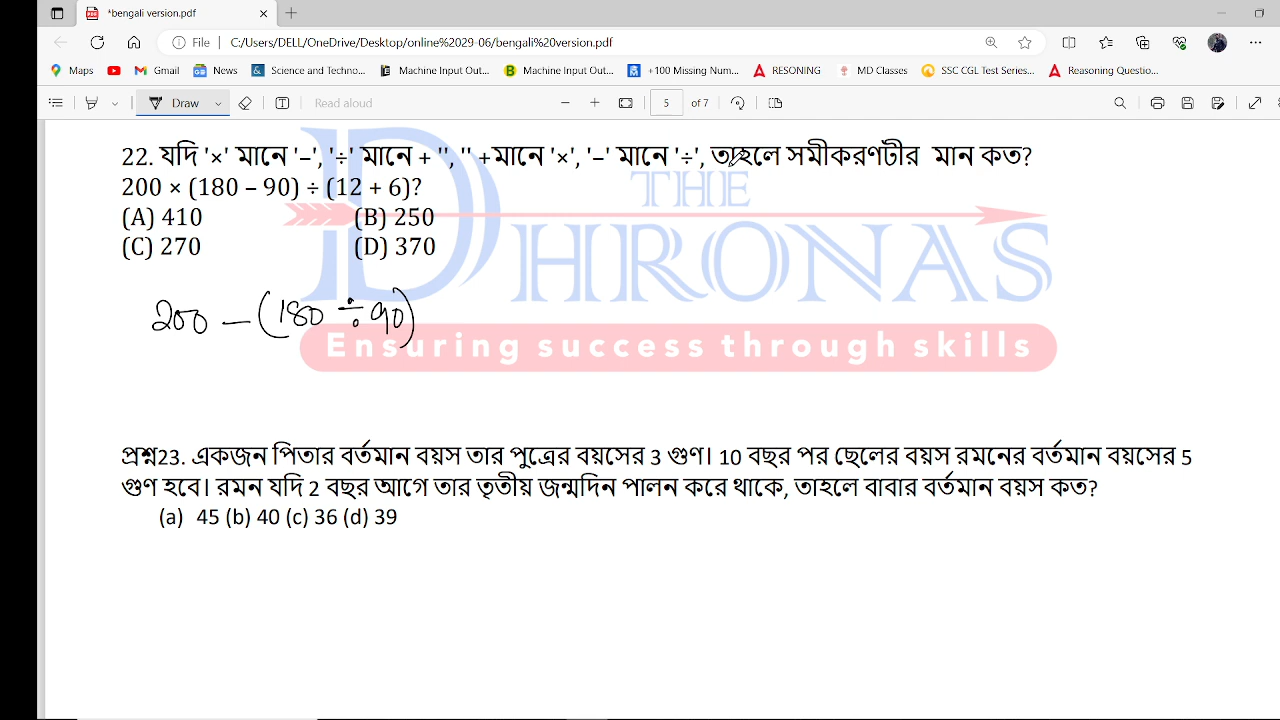 *bengali version.pdf
File C:/Users/DELL/OneDrive/Desktop/online%2029-06/bengali%20version.pdf
Maps Gmail News Science and Techno... Machine Input Out... Machine Input Out... +100 Missing Num... RESONING MD Classes SSC CGL Test Series... Reasoning Questio...
Draw Read aloud 5 of 7
22. যদি '×' মানে '–', '÷' মানে + '', '' +মানে '×', '–' মানে '÷', তাহলে সমীকরণটীর মান কত?
200 × (180 – 90) ÷ (12 + 6)?
(A) 410 (B) 250
(C) 270 (D) 370
THE
DHRONAS
Ensuring success through skills
200 – (180 ÷ 90)
প্রশ্ন23. একজন পিতার বর্তমান বয়স তার পুত্রের বয়সের 3 গুণ। 10 বছর পর ছেলের বয়স রমনের বর্তমান বয়সের 5
গুণ হবে। রমন যদি 2 বছর আগে তার তৃতীয় জন্মদিন পালন করে থাকে, তাহলে বাবার বর্তমান বয়স কত?
(a) 45 (b) 40 (c) 36 (d) 39